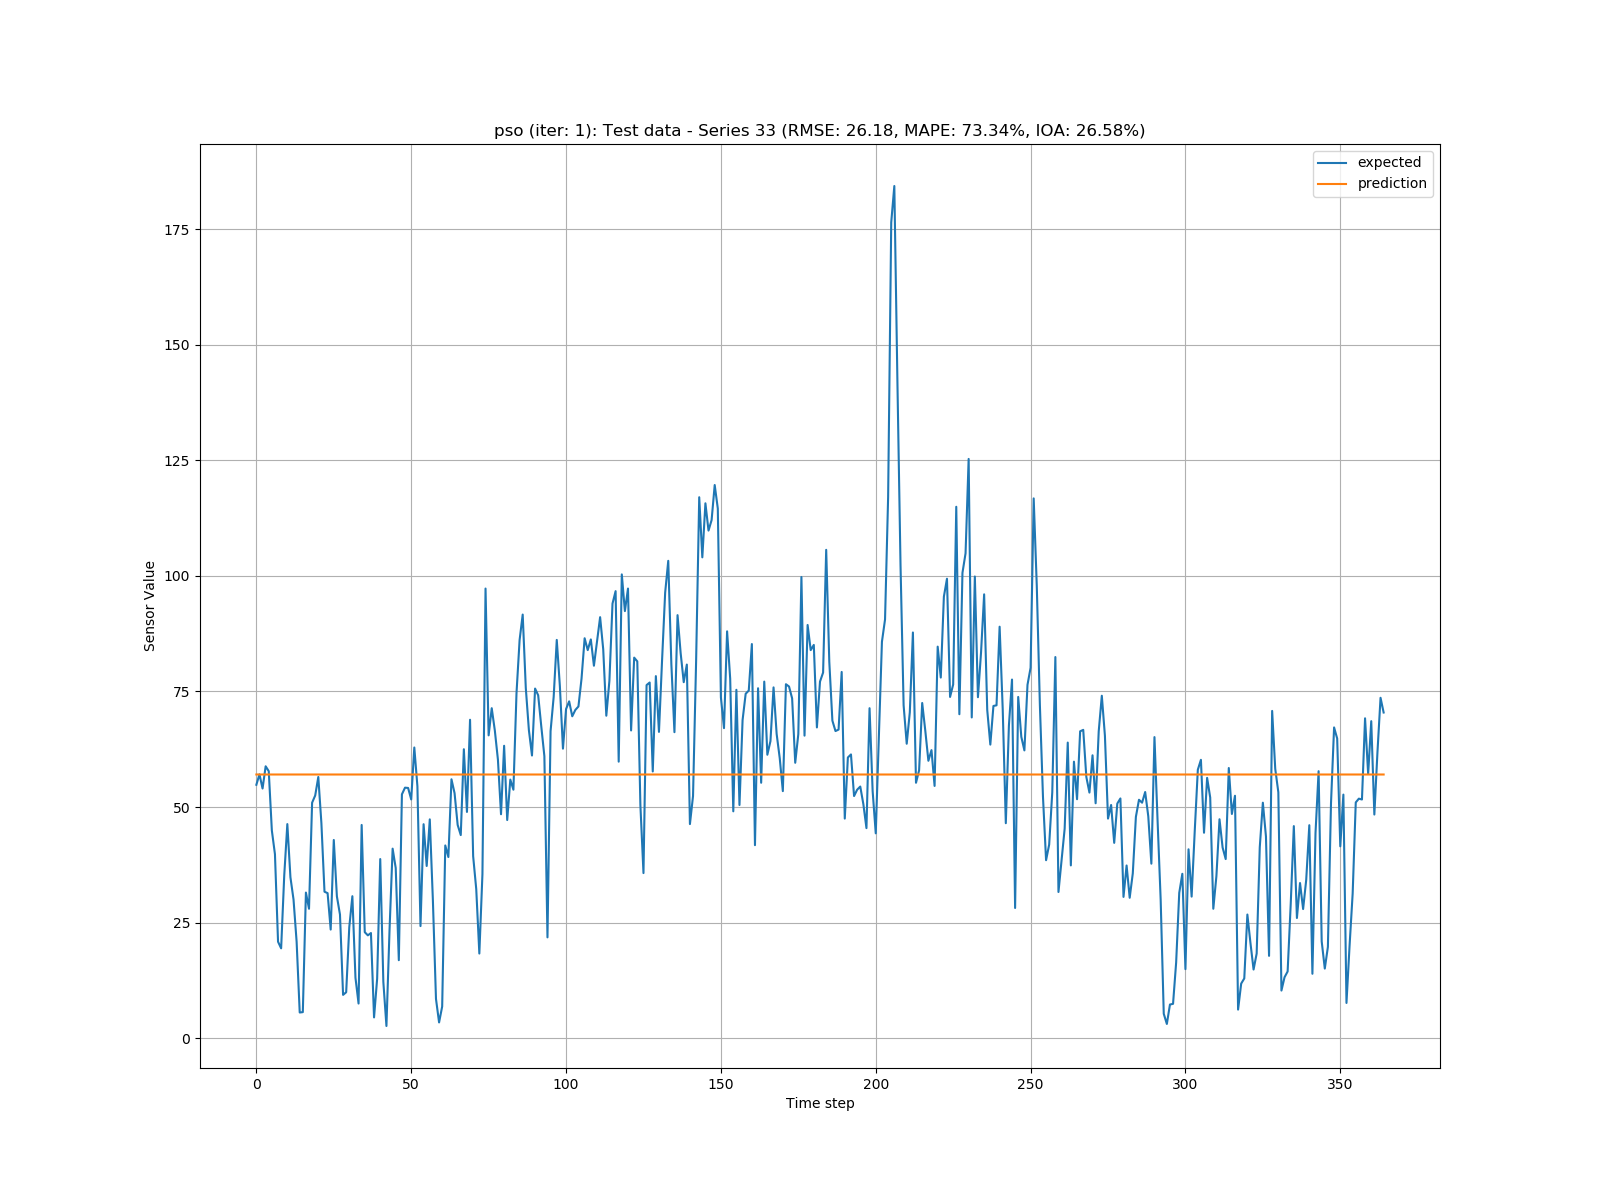 pso (iter: 1): Test data - Series 33 (RMSE: 26.18, MAPE: 73.34%, IOA: 26.58%)
expected
prediction
175
150
125
100
75
50
25
0
Sensor Value
0 50 100 150 200 250 300 350
Time step